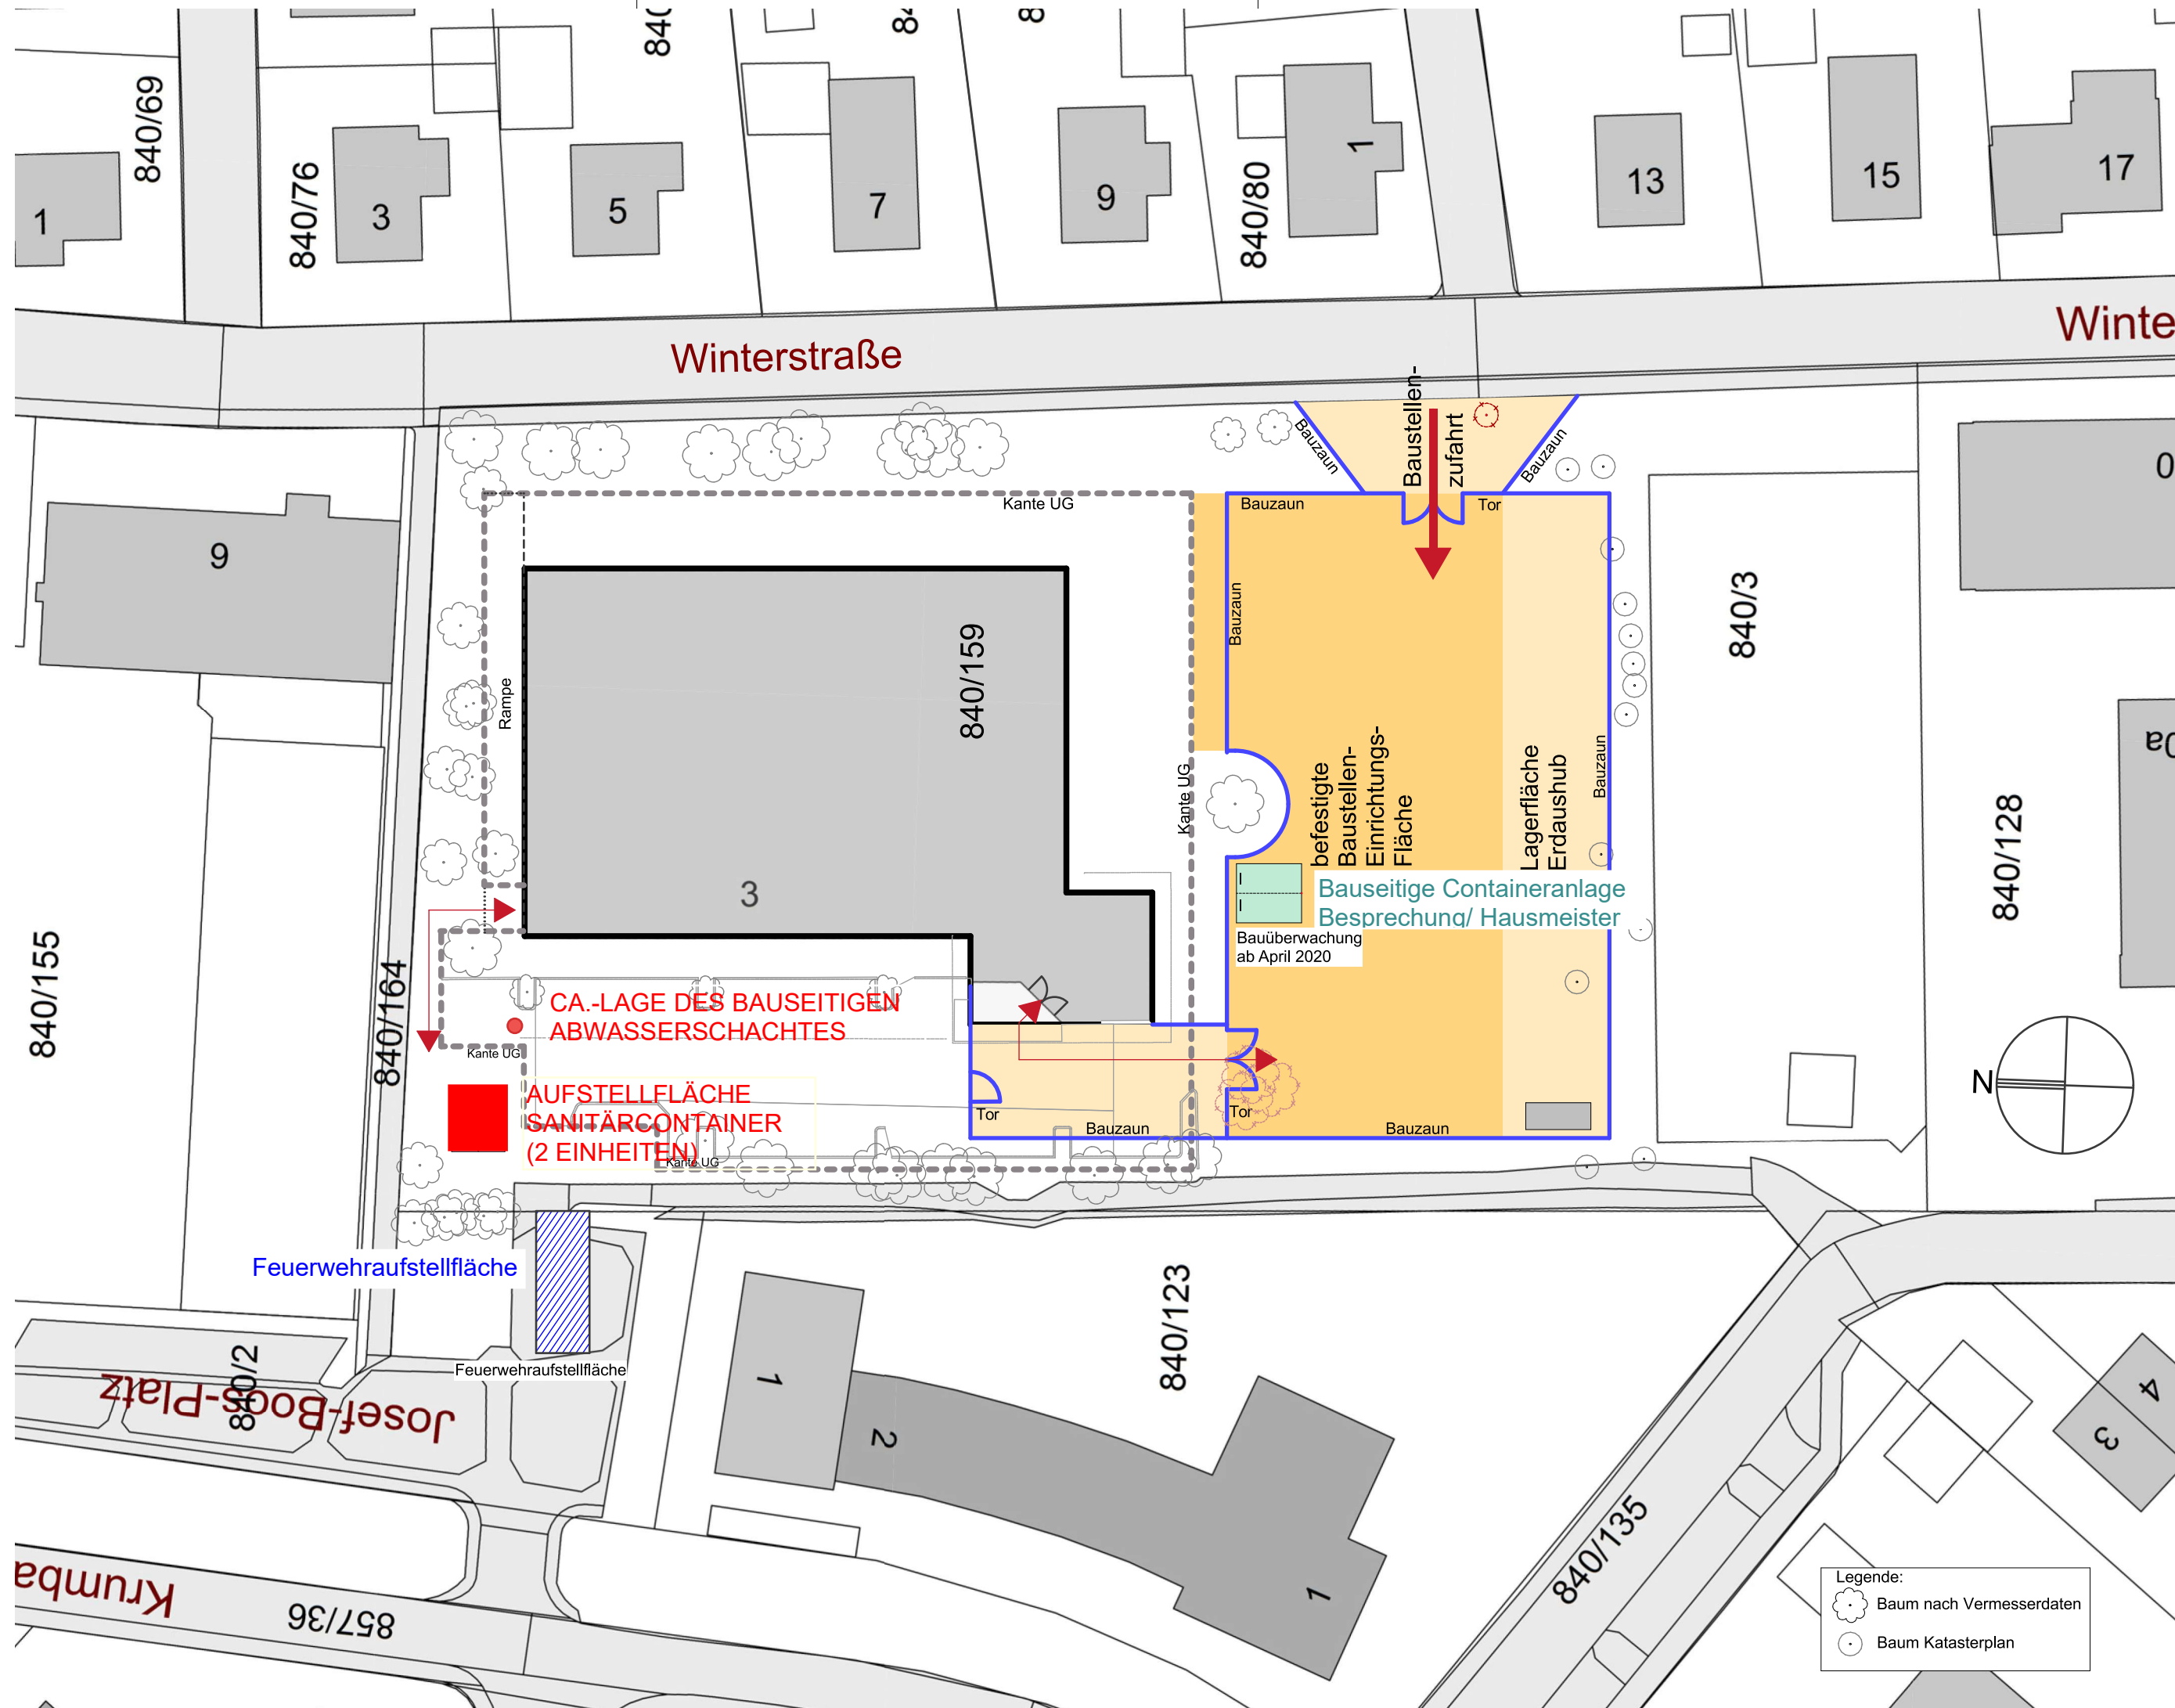 840/69
840/76
840/80
1
3
5
7
9
1
13
15
17
Winterstraße
Winte
Baustellen-
zufahrt
Bauzaun
Bauzaun
Kante UG
Bauzaun
Tor
9
0
840/159
840/3
Bauzaun
Rampe
Kante UG
befestigte
Baustellen-
Einrichtungs-
Fläche
Lagerfläche
Erdaushub
Bauzaun
0a
840/128
3
Bauseitige Containeranlage
Besprechung/ Hausmeister
Bauüberwachung
ab April 2020
840/155
840/164
CA.-LAGE DES BAUSEITIGEN
ABWASSERSCHACHTES
Kante UG
AUFSTELLFLÄCHE
SANITÄRCONTAINER
(2 EINHEITEN)
Kante UG
Tor
Bauzaun
Tor
Bauzaun
N
Feuerwehraufstellfläche
Feuerwehraufstellfläche
840/2
Josef-Boos-Platz
1
2
1
840/123
840/135
3
4
Krumba
857/36
Legende:
Baum nach Vermesserdaten
Baum Katasterplan